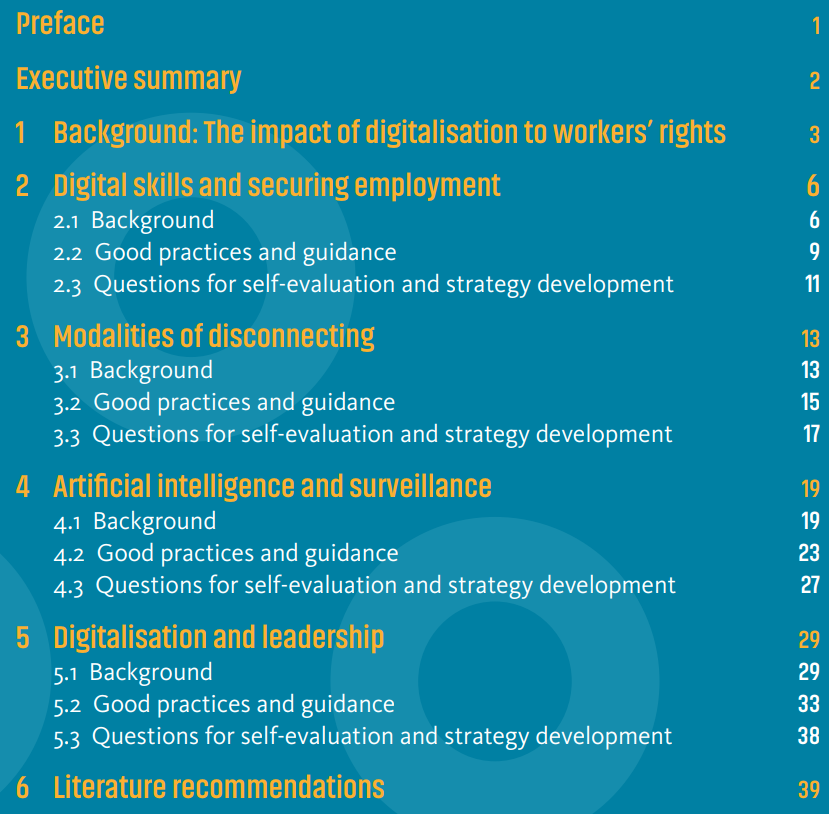 Preface 1
Executive summary 2
1 Background: The impact of digitalisation to workers’ rights 3
2 Digital skills and securing employment 6
2.1 Background 6
2.2 Good practices and guidance 9
2.3 Questions for self-evaluation and strategy development 11
3 Modalities of disconnecting 13
3.1 Background 13
3.2 Good practices and guidance 15
3.3 Questions for self-evaluation and strategy development 17
4 Artificial intelligence and surveillance 19
4.1 Background 19
4.2 Good practices and guidance 23
4.3 Questions for self-evaluation and strategy development 27
5 Digitalisation and leadership 29
5.1 Background 29
5.2 Good practices and guidance 33
5.3 Questions for self-evaluation and strategy development 38
6 Literature recommendations 39